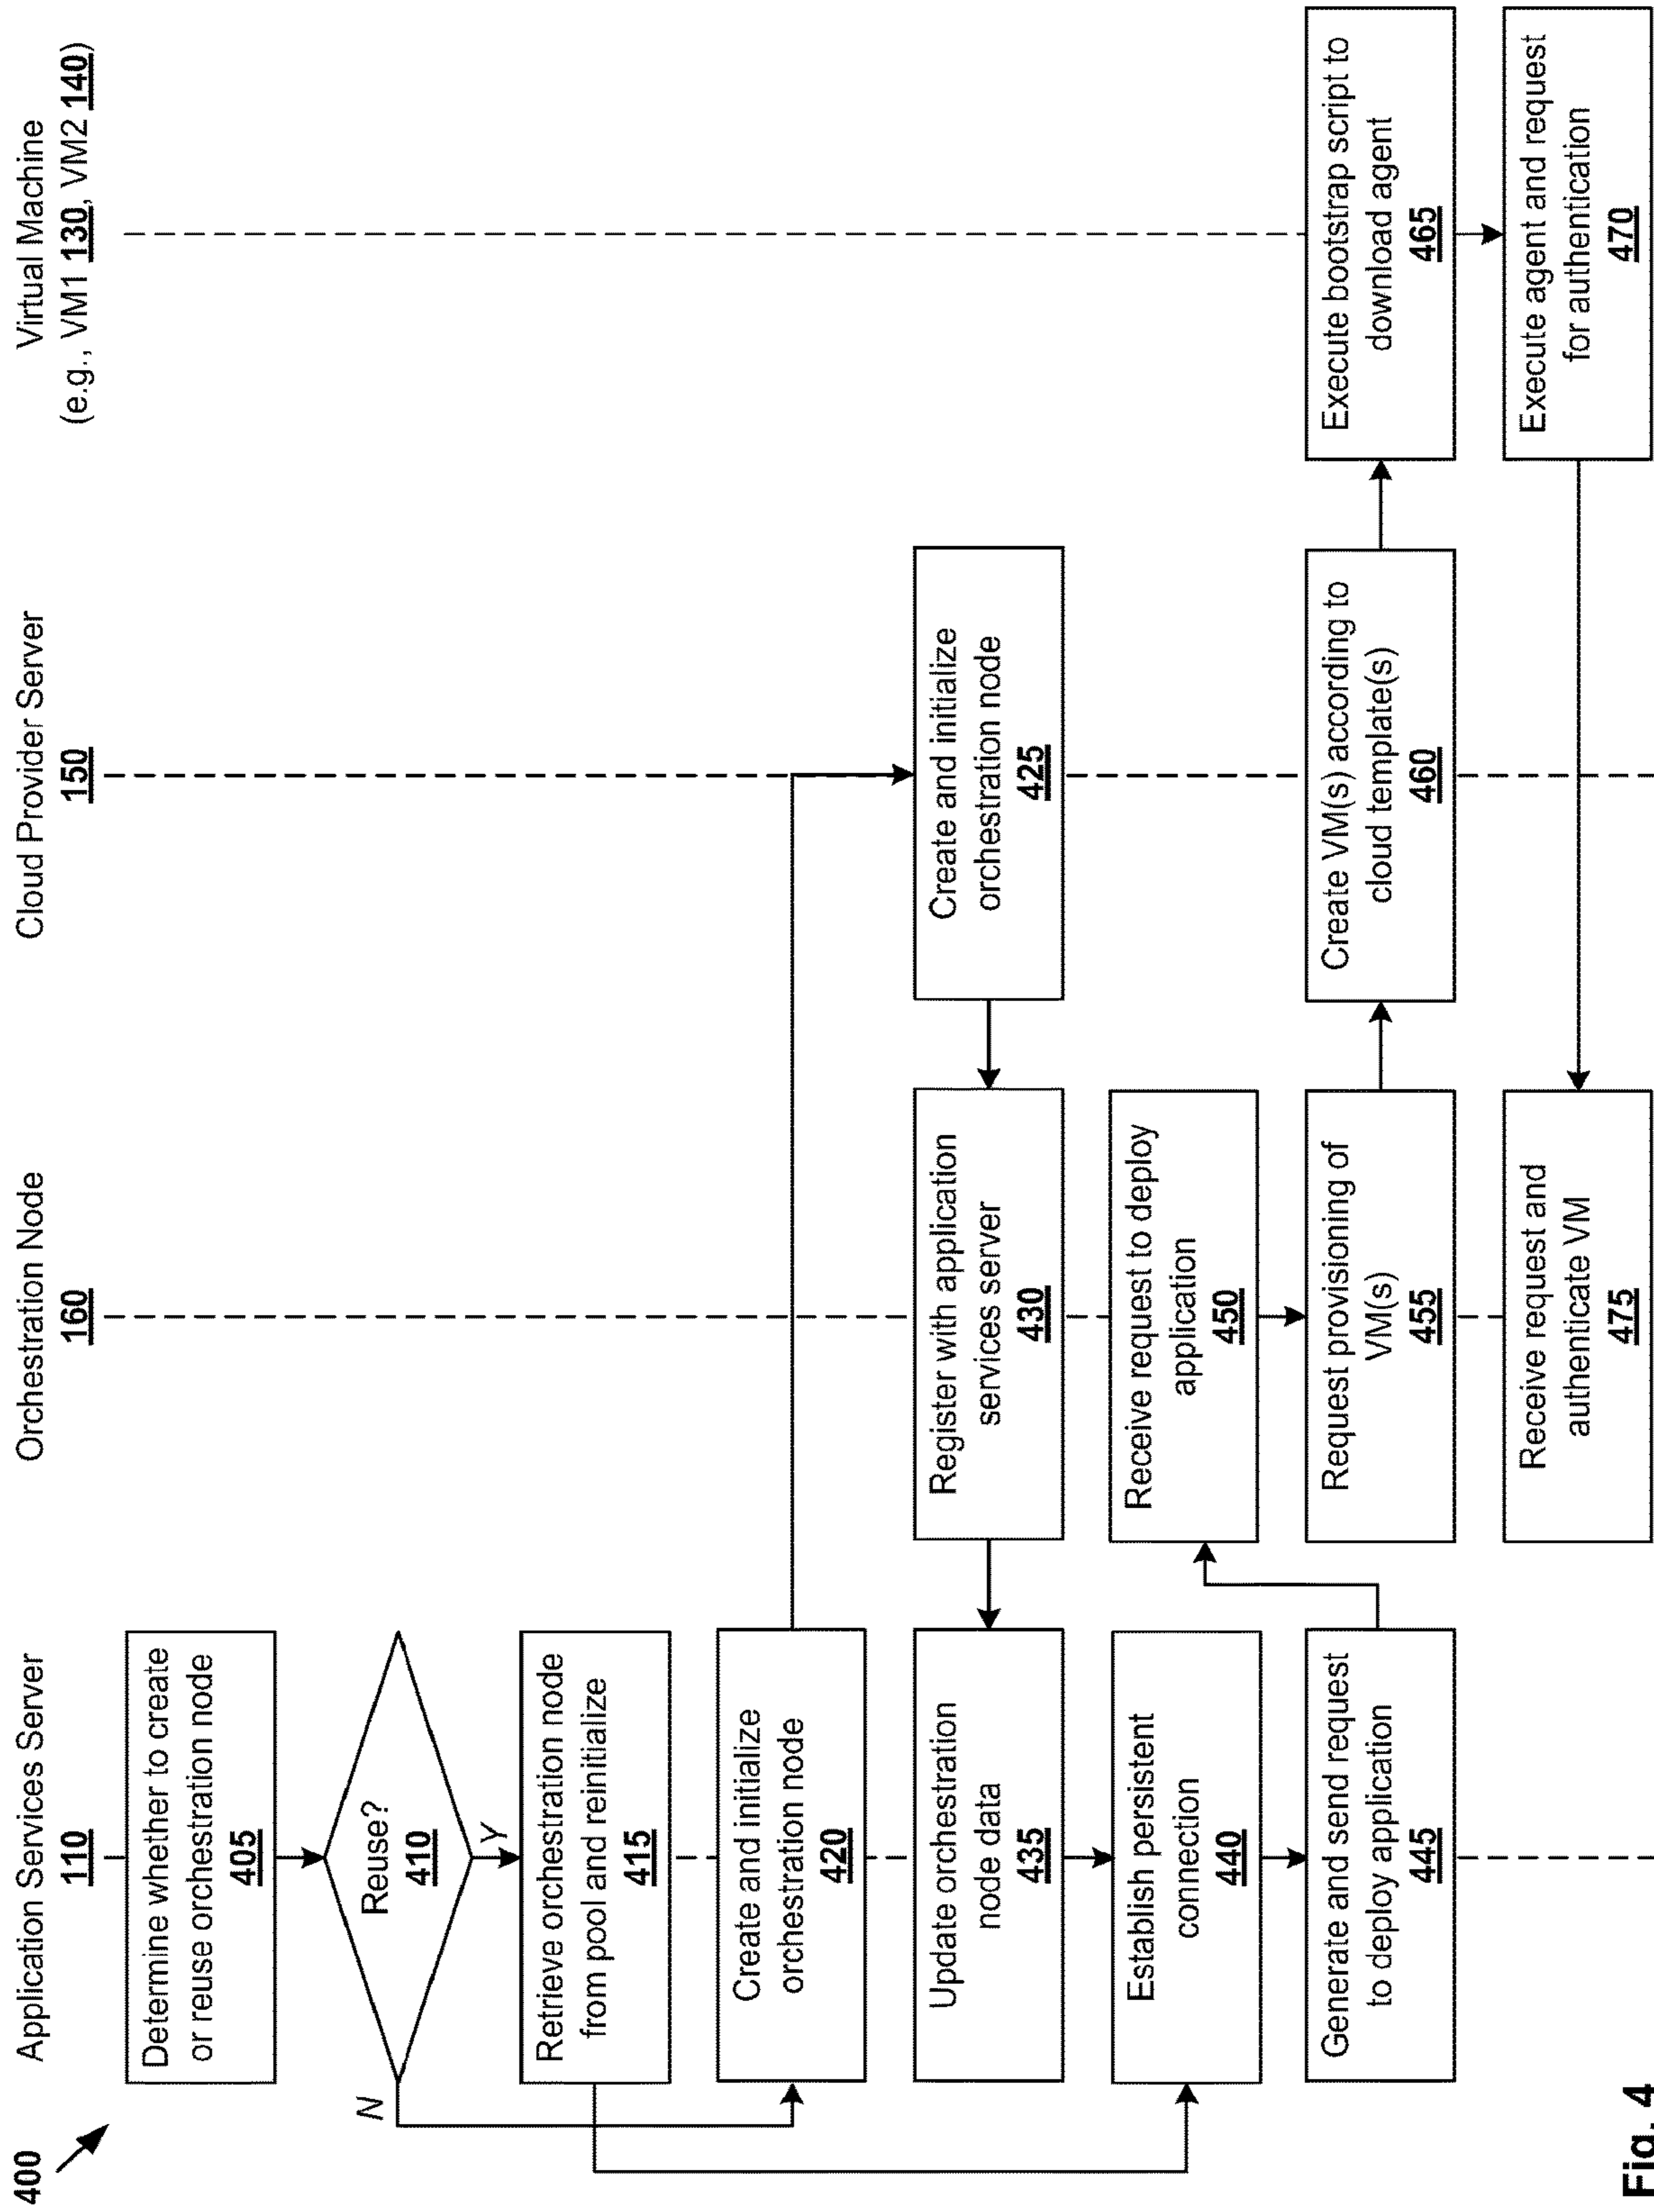 400
Application Services Server
110
Orchestration Node
160
Cloud Provider Server
150
Virtual Machine
(e.g., VM1 130, VM2 140)
Determine whether to create
or reuse orchestration node
405
Reuse?
410
N
Y
Retrieve orchestration node
from pool and reinitialize
415
Create and initialize
orchestration node
420
Create and initialize
orchestration node
425
Register with application
services server
430
Update orchestration
node data
435
Establish persistent
connection
440
Generate and send request
to deploy application
445
Receive request to deploy
application
450
Request provisioning of
VM(s)
455
Create VM(s) according to
cloud template(s)
460
Execute bootstrap script to
download agent
465
Execute agent and request
for authentication
470
Receive request and
authenticate VM
475
Fig. 4